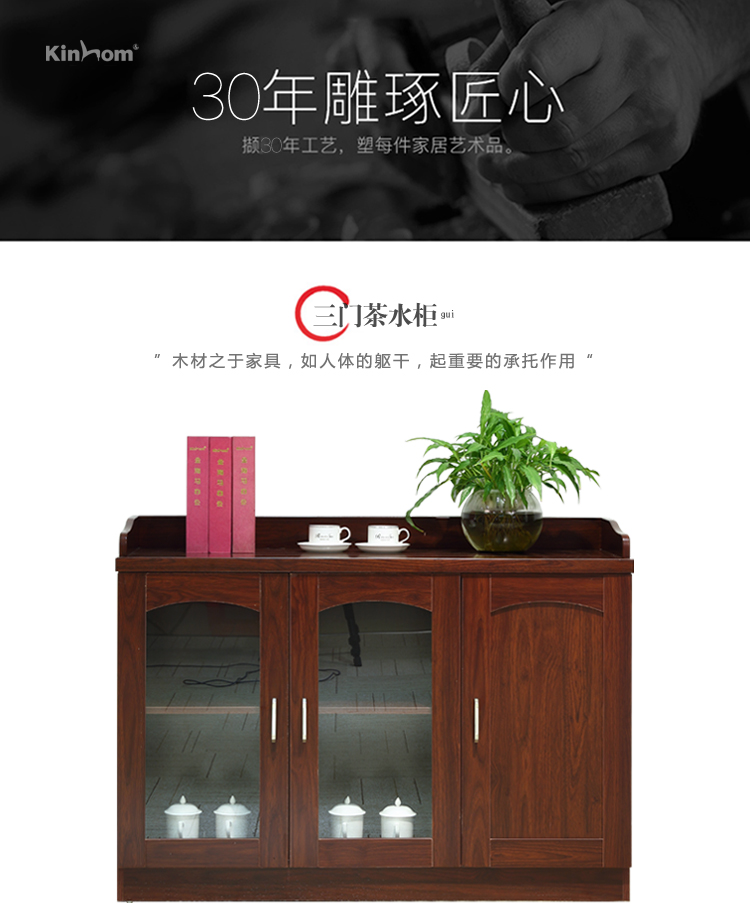 Kinhom
30年雕琢匠心
撷30年工艺，塑每件家居艺术品。
三门茶水柜 gui
”木材之于家具，如人体的躯干，起重要的承托作用“